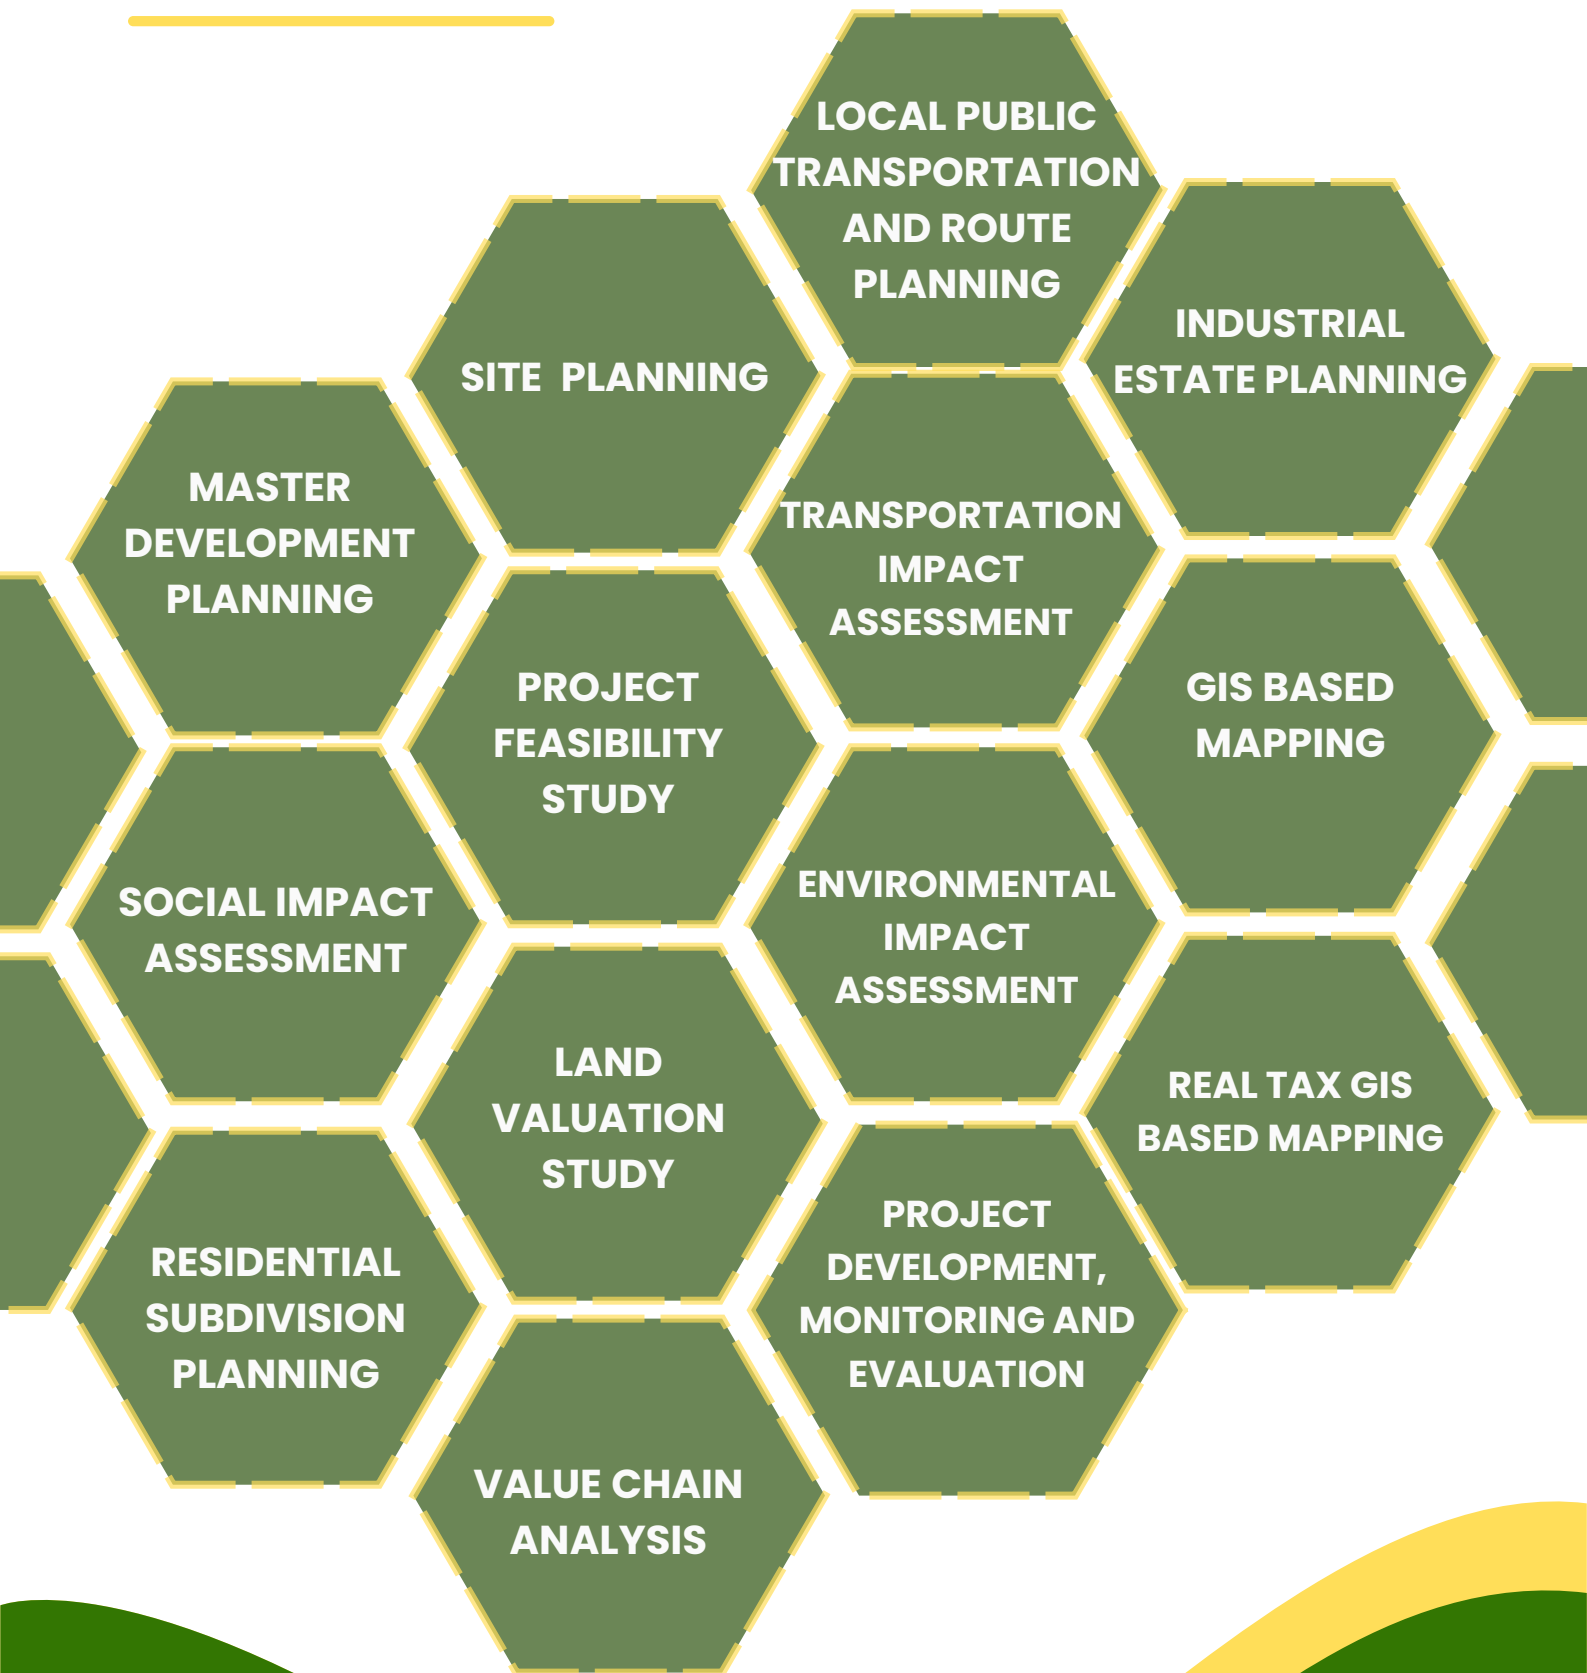 LOCAL PUBLIC
TRANSPORTATION
AND ROUTE
PLANNING
INDUSTRIAL
ESTATE PLANNING
SITE  PLANNING
MASTER
DEVELOPMENT
PLANNING
TRANSPORTATION
IMPACT
ASSESSMENT
PROJECT
FEASIBILITY
STUDY
GIS BASED
MAPPING
SOCIAL IMPACT
ASSESSMENT
ENVIRONMENTAL
IMPACT
ASSESSMENT
LAND
VALUATION
STUDY
REAL TAX GIS
BASED MAPPING
RESIDENTIAL
SUBDIVISION
PLANNING
PROJECT
DEVELOPMENT,
MONITORING AND
EVALUATION
VALUE CHAIN
ANALYSIS